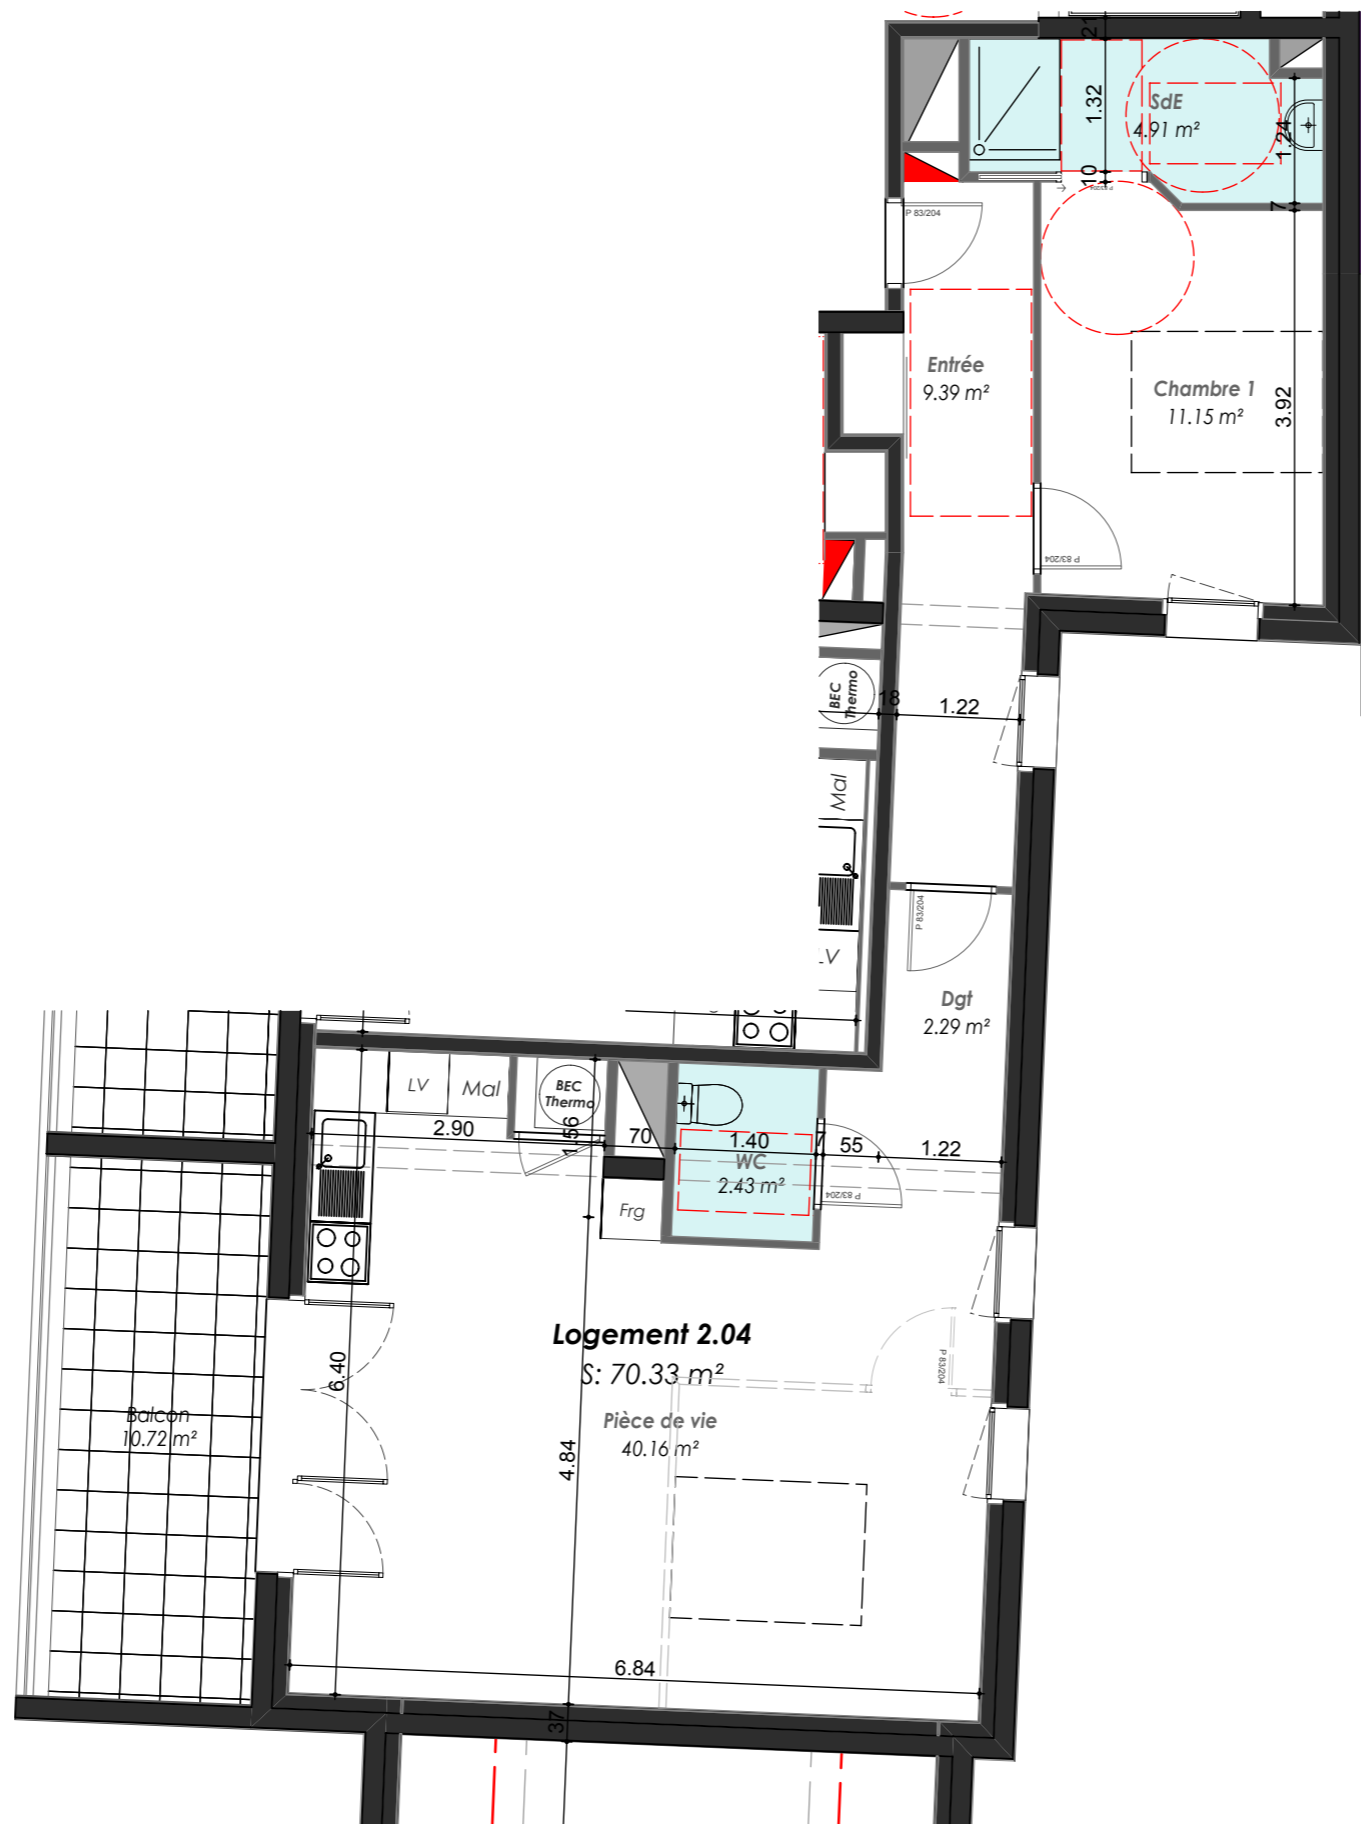 21
1.32
SdE
4.91 m²
1.24
10
P 83/204
7
P 83/204
Entrée
9.39 m²
Chambre 1
11.15 m²
3.92
P 83/204
BEC
Thermo
18
1.22
Mal
LV
P 83/204
Dgt
2.29 m²
LV
Mal
BEC
Thermo
1.56
2.90
70
1.40
7
55
1.22
WC
2.43 m²
P 83/204
Frg
Logement 2.04
S: 70.33 m²
6.40
P 83/204
Balcon
10.72 m²
Pièce de vie
40.16 m²
4.84
6.84
37